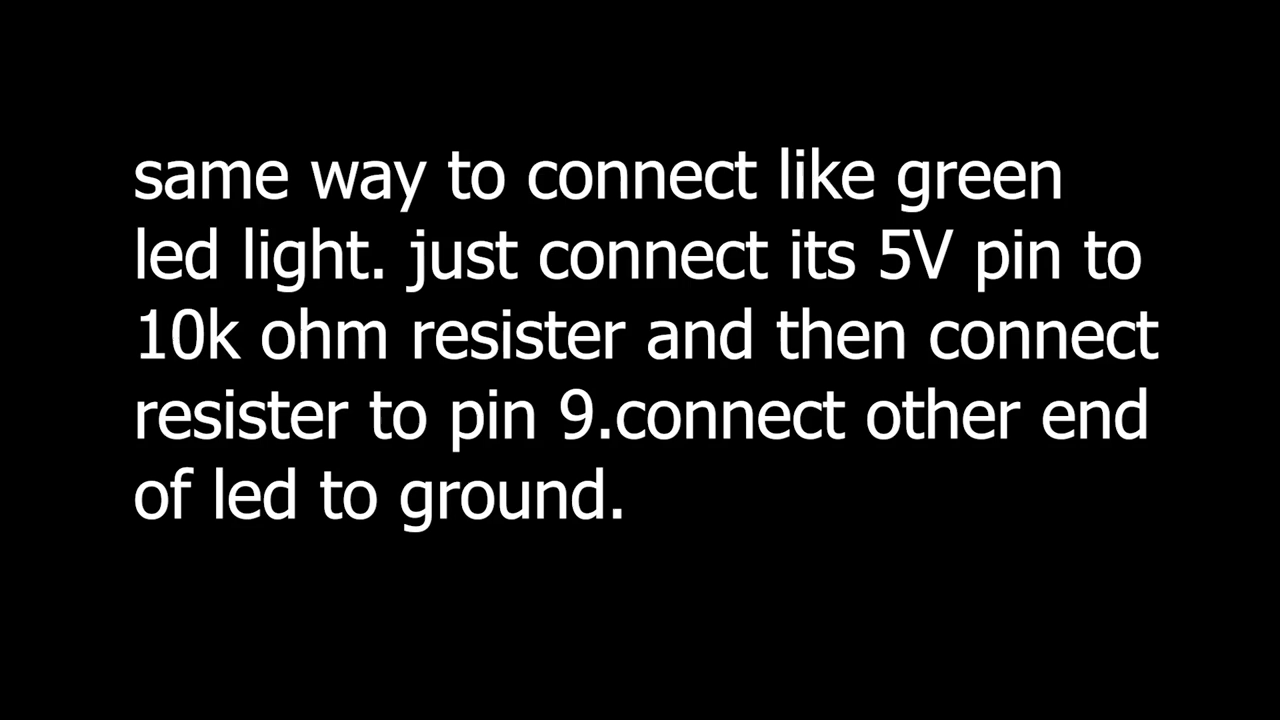 same way to connect like green
led light. just connect its 5V pin to
10k ohm resister and then connect
resister to pin 9.connect other end
of led to ground.